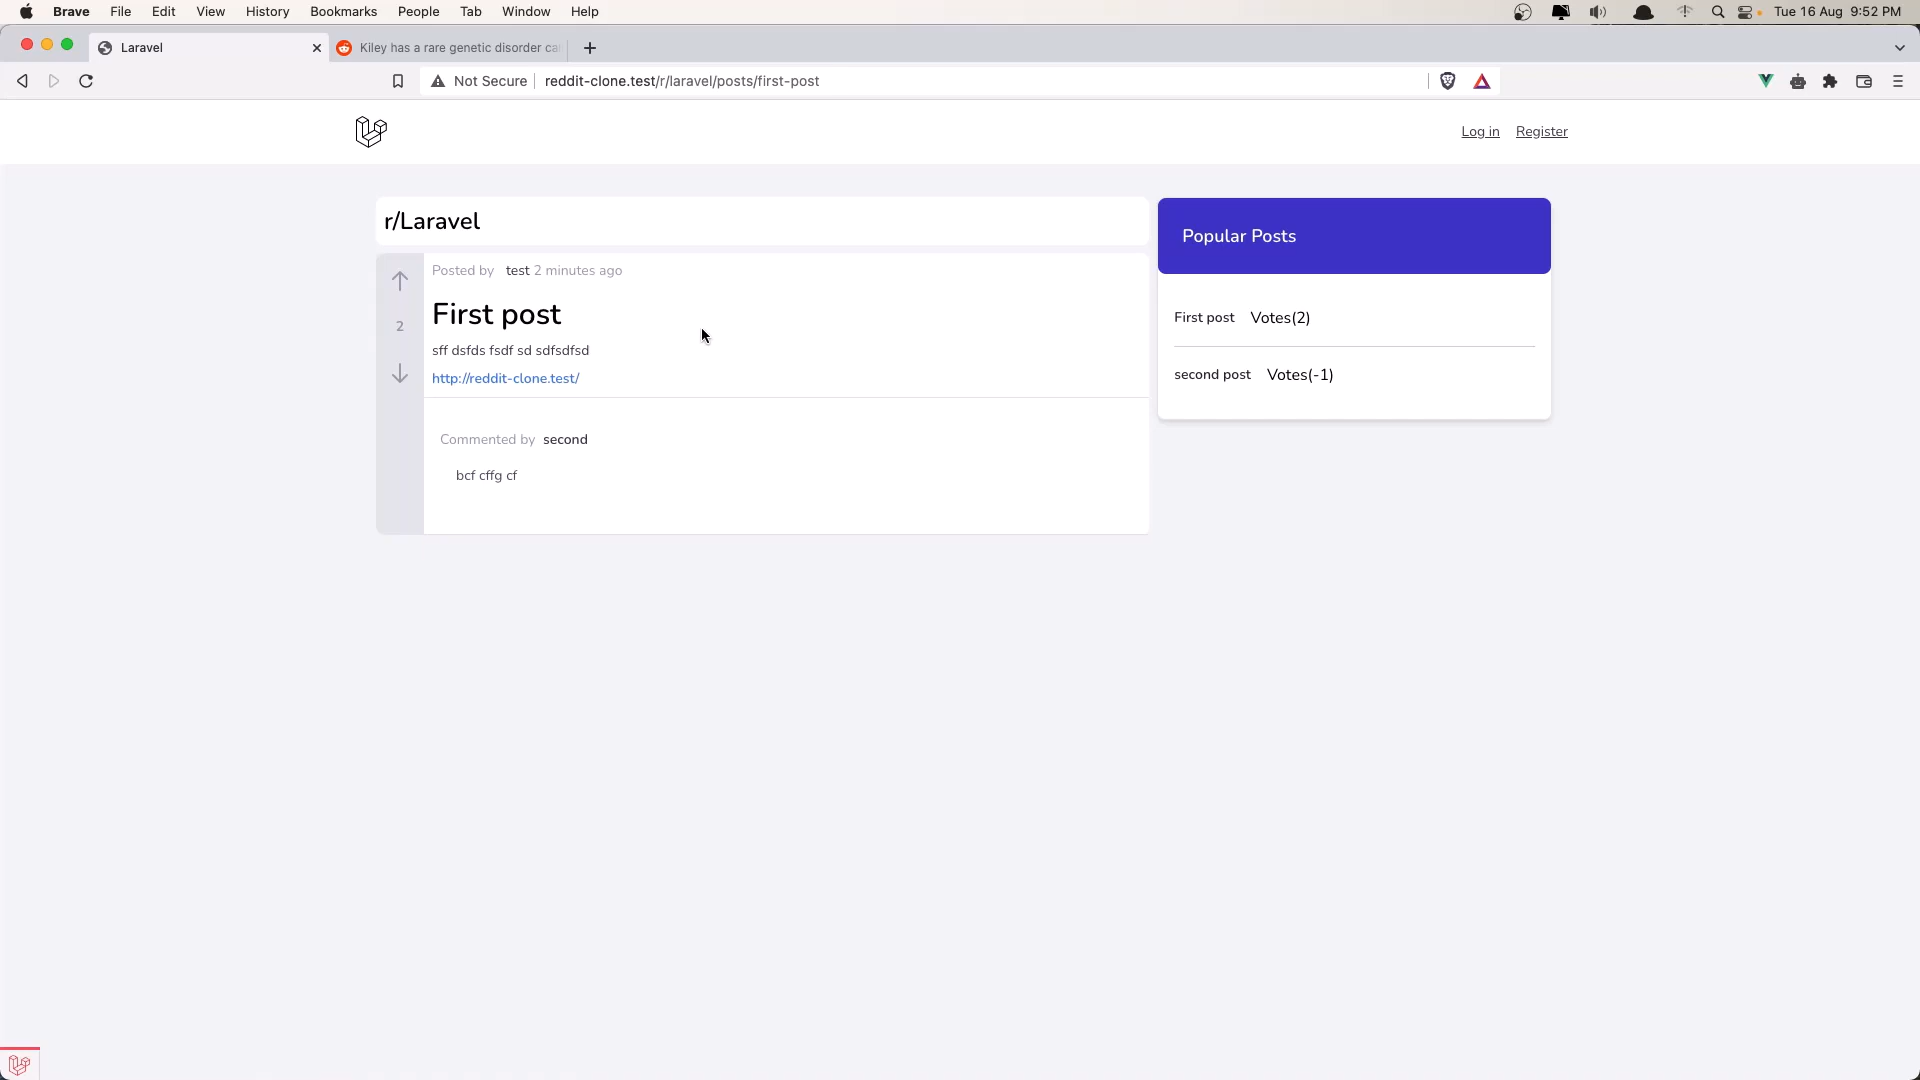 Brave File Edit View History Bookmarks People Tab Window Help Tue 16 Aug 9:52 PM
Laravel Kiley has a rare genetic disorder ca
Not Secure reddit-clone.test/r/laravel/posts/first-post
Log in Register
r/Laravel
Posted by test 2 minutes ago
First post
2
sff dsfds fsdf sd sdfsdfsd
http://reddit-clone.test/
Commented by second
bcf cffg cf
Popular Posts
First post Votes(2)
second post Votes(-1)